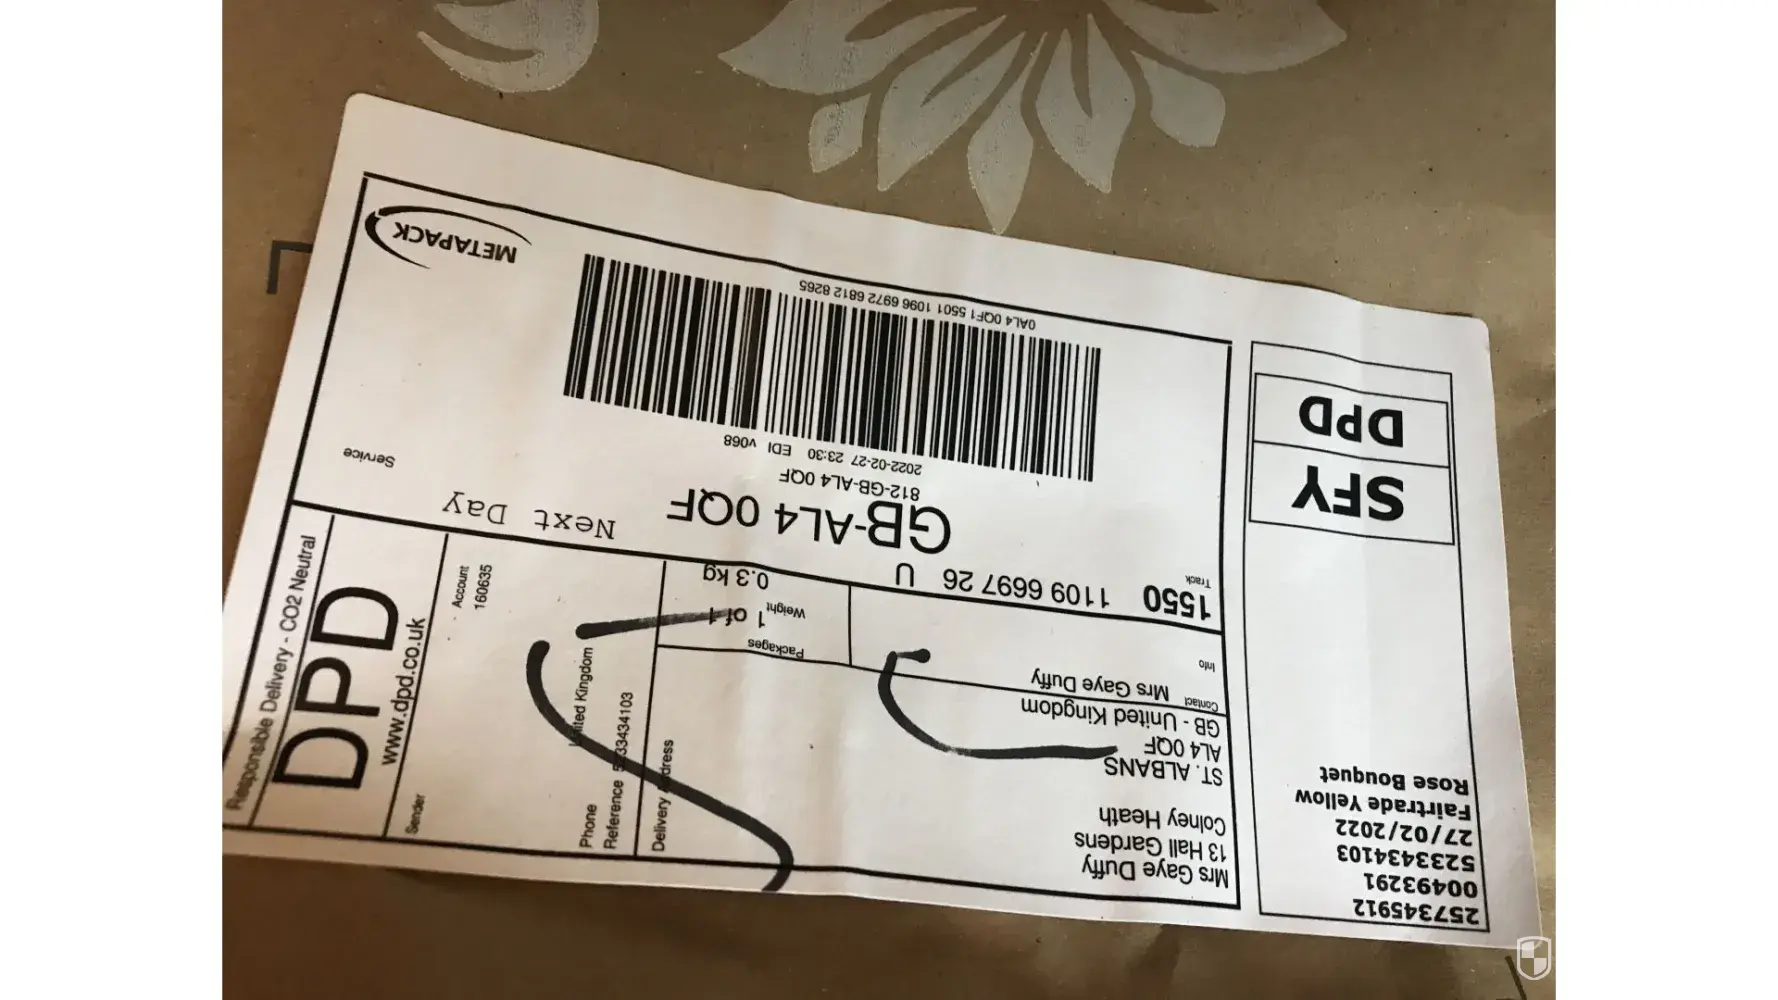 Mrs Gaye Duffy
13 Hall Gardens
Colney Heath
ST. ALBANS
AL4 0QF
GB - United Kingdom
Contact
Mrs Gaye Duffy
Info
Delivery Address
Phone
Reference 5233434103
United Kingdom
Sender
Account
160635
DPD
www.dpd.co.uk
Responsible Delivery - CO2 Neutral
Packages
1 of 1
Weight
0.3 kg
Track
1550 1109 6697 26 U
Service
Next Day
GB-AL4 0QF
812-GB-AL4 0QF
2022-02-27 23:30 EDI v068
0AL4 0QF1 5501 1096 6972 6812 8265
METAPACK
257345912
00493291
5233434103
27/02/2022
Fairtrade Yellow
Rose Bouquet
SFY
DPD